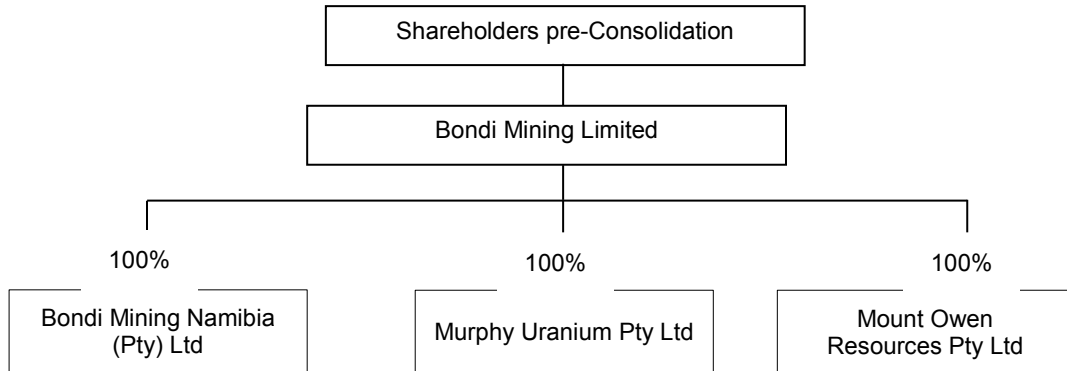 Shareholders pre-Consolidation
Bondi Mining Limited
100%
100%
100%
Bondi Mining Namibia
(Pty) Ltd
Murphy Uranium Pty Ltd
Mount Owen
Resources Pty Ltd